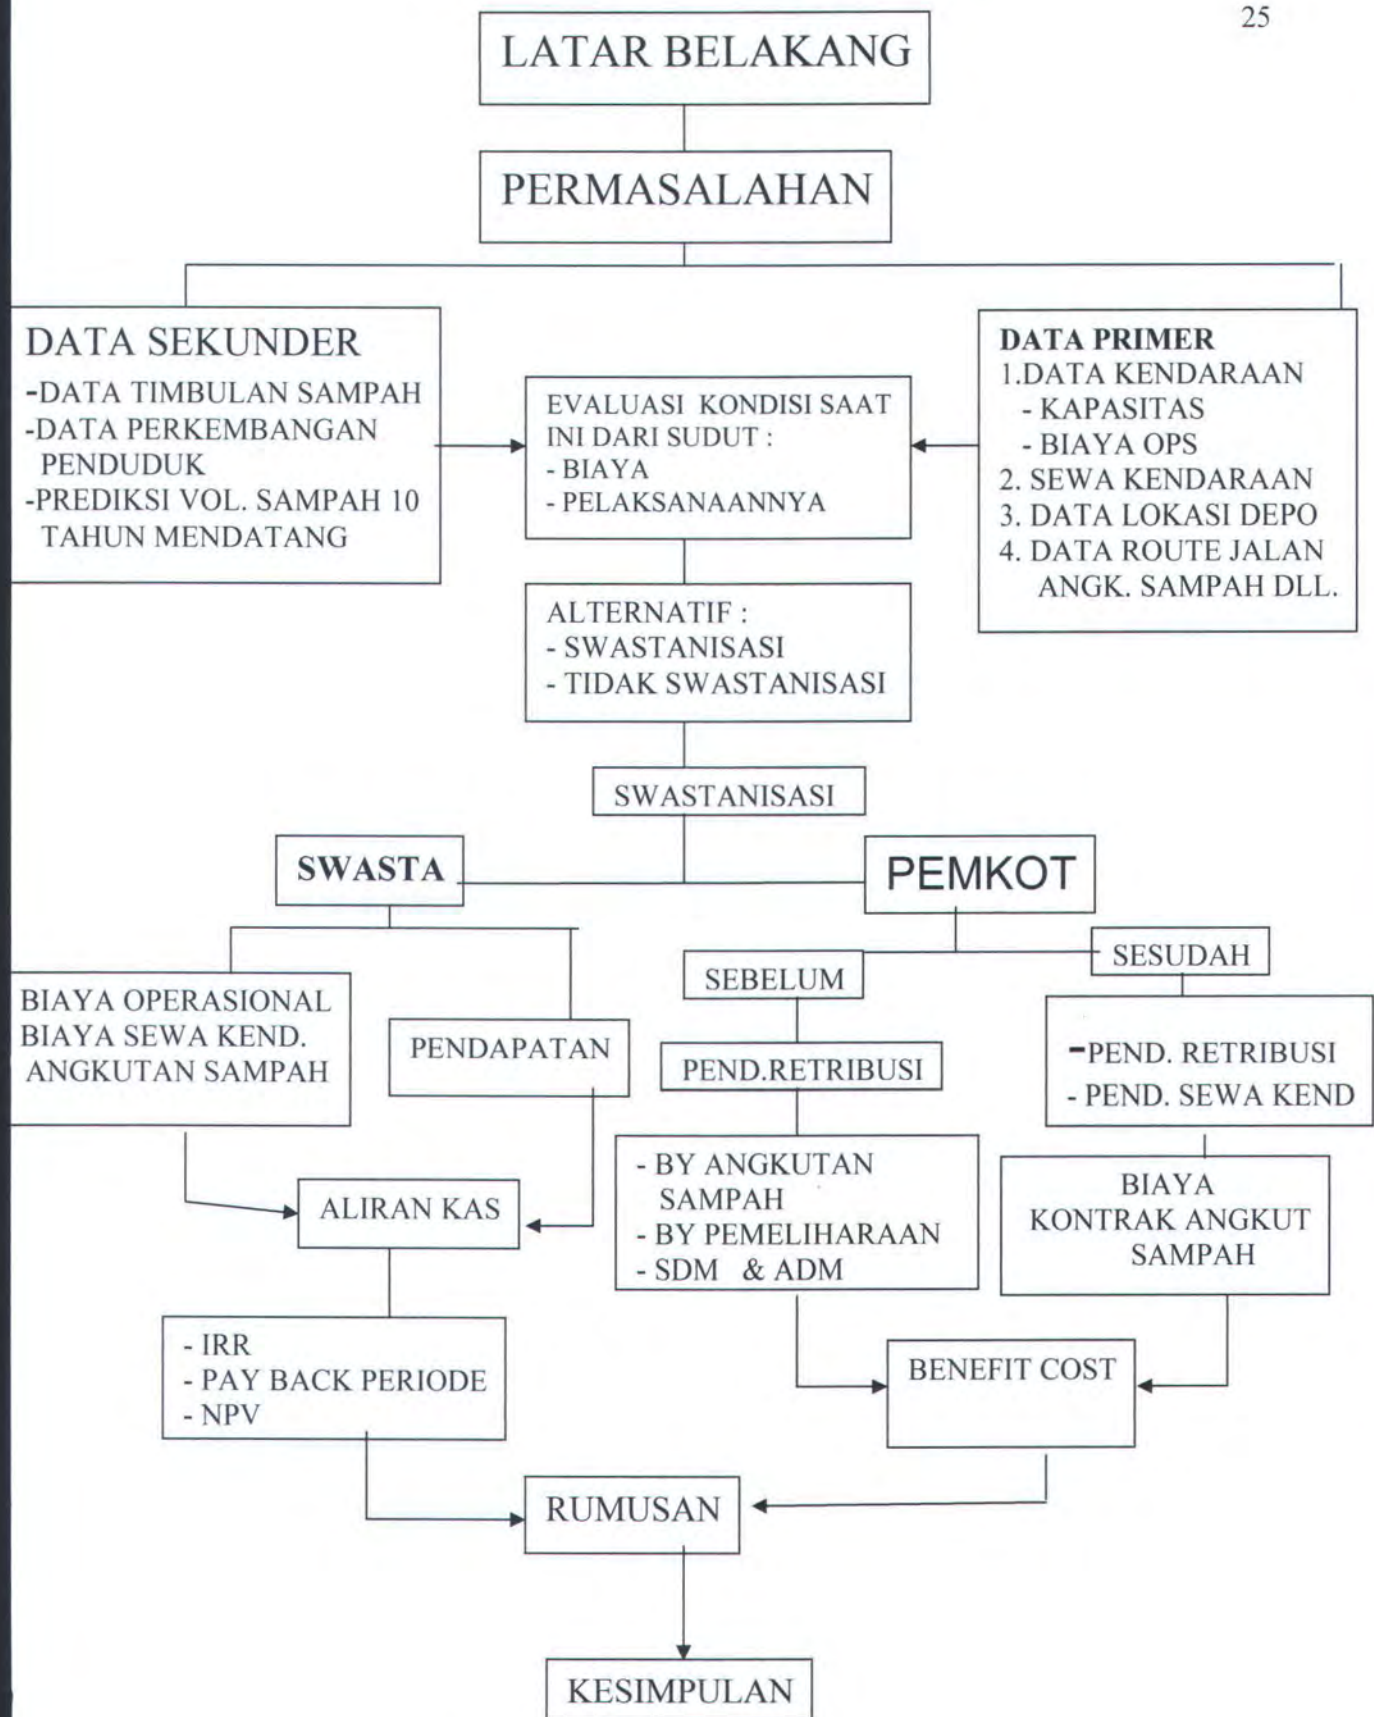 25
LATAR BELAKANG
PERMASALAHAN
DATA SEKUNDER
-DATA TIMBULAN SAMPAH
-DATA PERKEMBANGAN
PENDUDUK
-PREDIKSI VOL. SAMPAH 10
TAHUN MENDATANG
EVALUASI KONDISI SAAT
INI DARI SUDUT :
- BIAYA
- PELAKSANAANNYA
DATA PRIMER
1.DATA KENDARAAN
- KAPASITAS
- BIAYA OPS
2. SEWA KENDARAAN
3. DATA LOKASI DEPO
4. DATA ROUTE JALAN
ANGK. SAMPAH DLL.
ALTERNATIF :
- SWASTANISASI
- TIDAK SWASTANISASI
SWASTANISASI
SWASTA
PEMKOT
SEBELUM
SESUDAH
BIAYA OPERASIONAL
BIAYA SEWA KEND.
ANGKUTAN SAMPAH
PENDAPATAN
PEND.RETRIBUSI
-PEND. RETRIBUSI
- PEND. SEWA KEND
- BY ANGKUTAN
SAMPAH
- BY PEMELIHARAAN
- SDM & ADM
BIAYA
KONTRAK ANGKUT
SAMPAH
ALIRAN KAS
- IRR
- PAY BACK PERIODE
- NPV
BENEFIT COST
RUMUSAN
KESIMPULAN